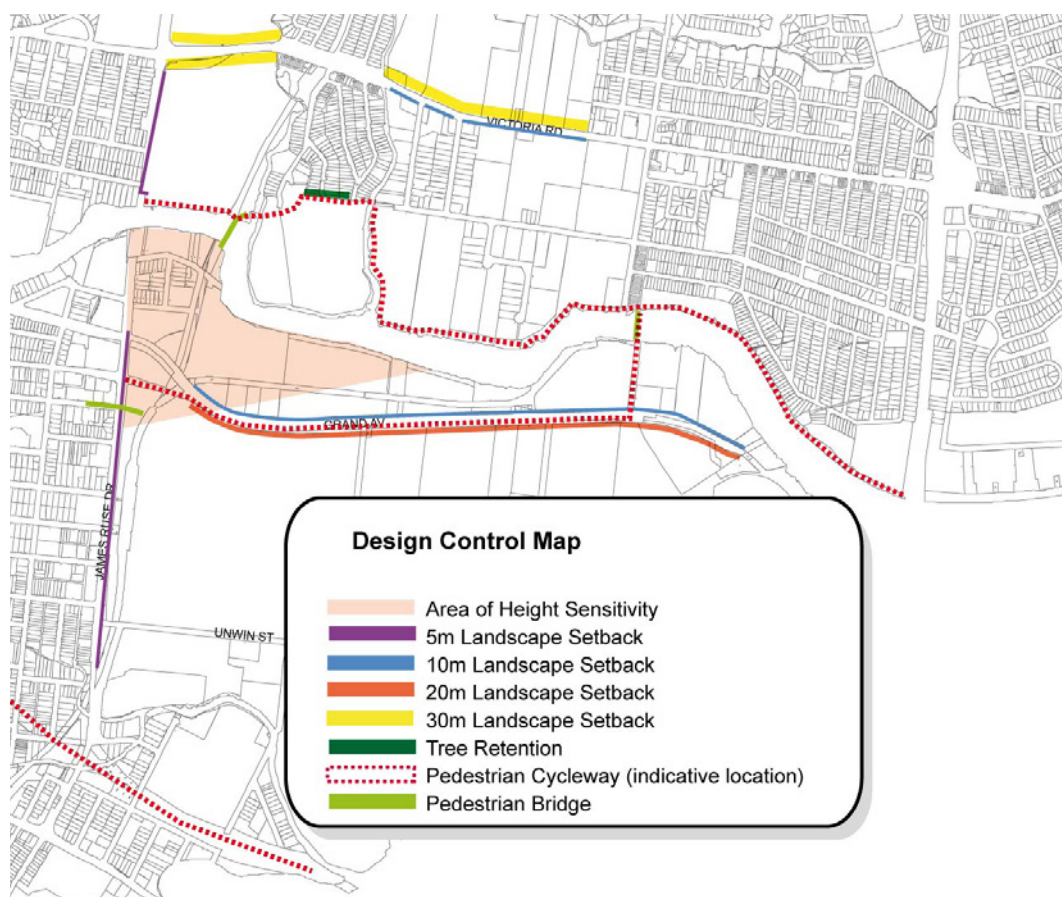 VICTORIA RD
GRAND AV
JAMES RUSE DR
UNWIN ST
Design Control Map
Area of Height Sensitivity
5m Landscape Setback
10m Landscape Setback
20m Landscape Setback
30m Landscape Setback
Tree Retention
Pedestrian Cycleway (indicative location)
Pedestrian Bridge